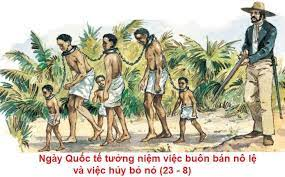 Ngày Quốc tế tưởng niệm việc buôn bán nô lệ
và việc hủy bỏ nó (23 - 8)